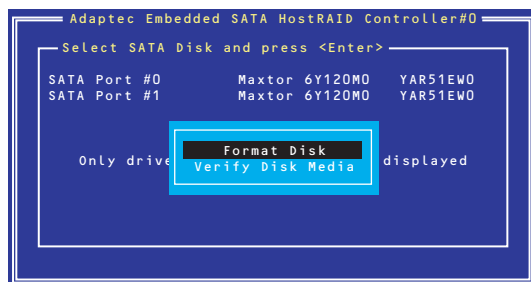 Adaptec Embedded SATA HostRAID Controller#0
Select SATA Disk and press <Enter>
SATA Port #0 Maxtor 6Y120M0 YAR51EW0
SATA Port #1 Maxtor 6Y120M0 YAR51EW0
Format Disk
Only drive displayed
Verify Disk Media